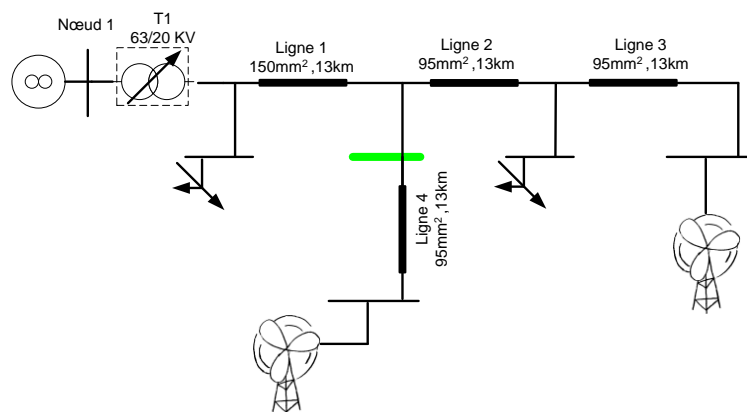 Nœud 1
T1
63/20 KV
Ligne 1
150mm²,13km
Ligne 2
95mm²,13km
Ligne 3
95mm²,13km
Ligne 4
95mm²,13km